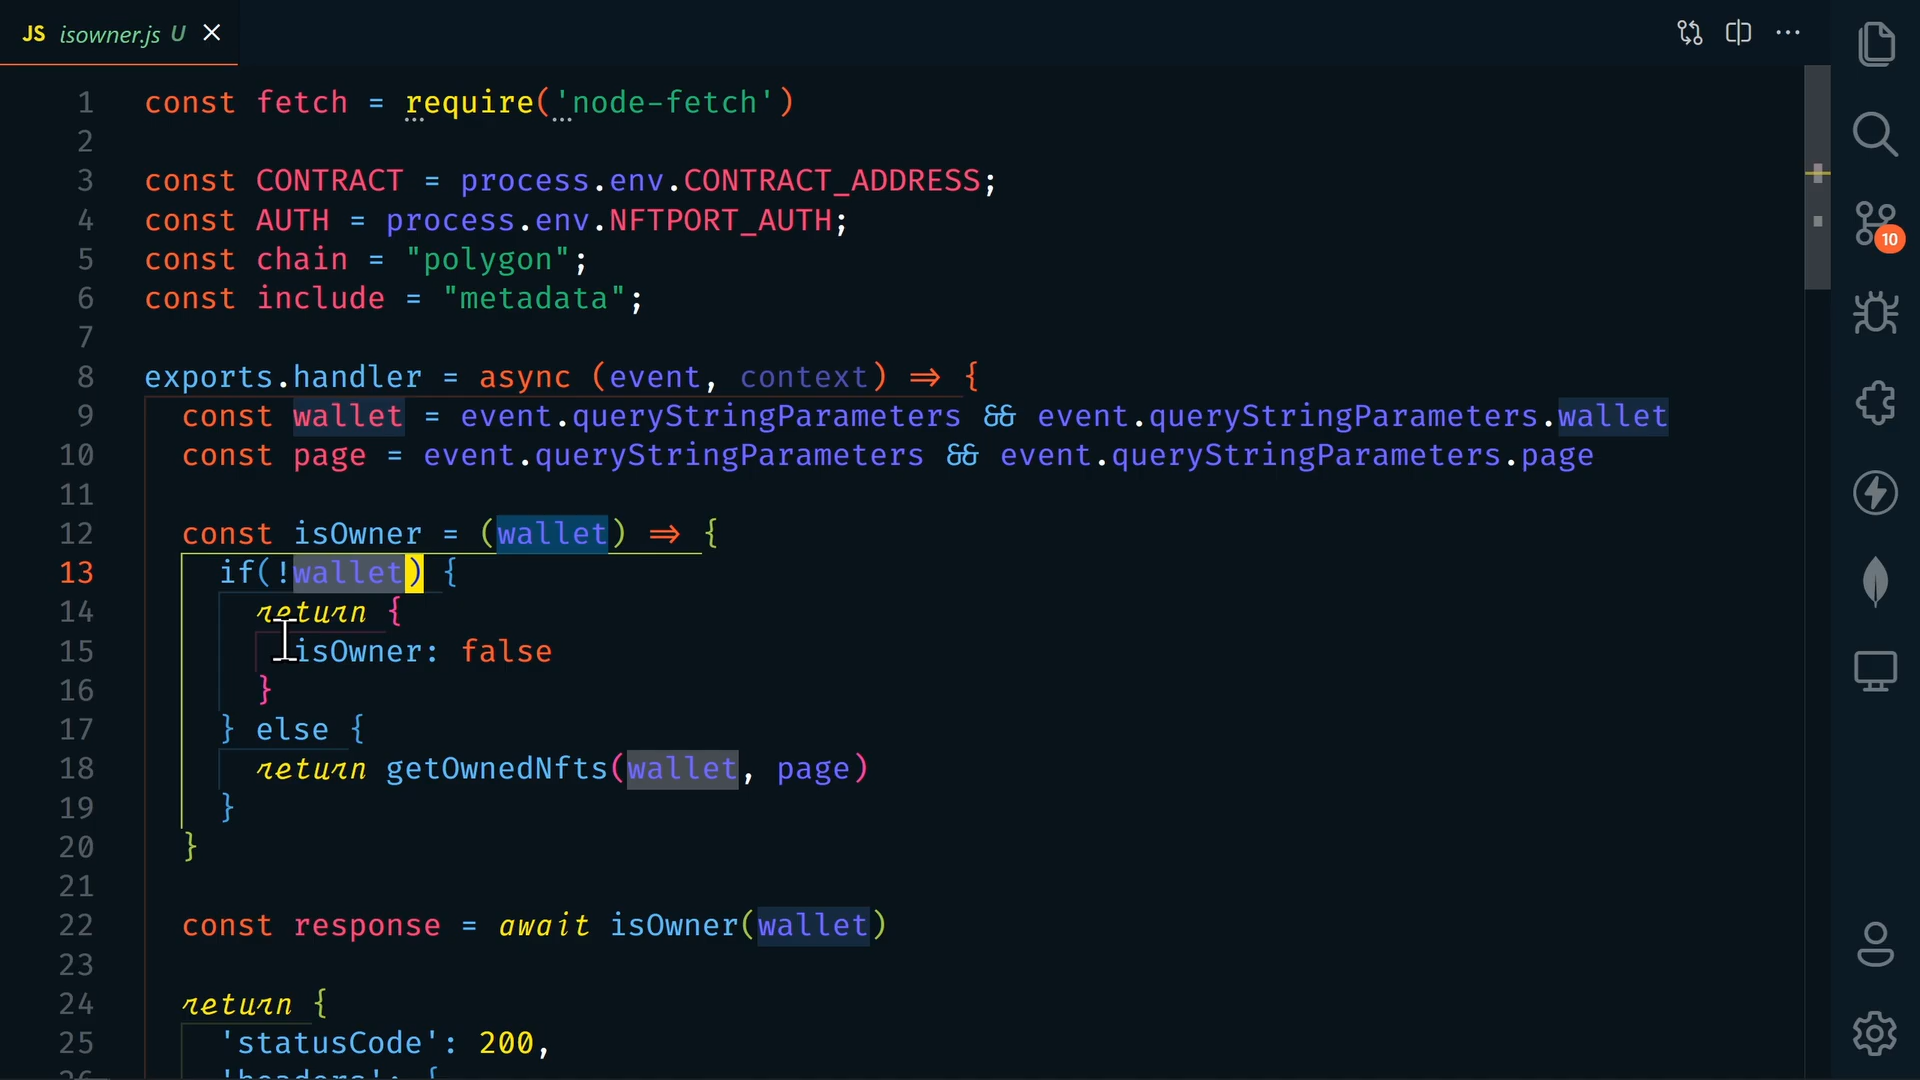 JS isowner.js U
1 const fetch = require('node-fetch')
2
3 const CONTRACT = process.env.CONTRACT_ADDRESS;
4 const AUTH = process.env.NFTPORT_AUTH;
5 const chain = "polygon";
6 const include = "metadata";
7
8 exports.handler = async (event, context) => {
9 const wallet = event.queryStringParameters && event.queryStringParameters.wallet
10 const page = event.queryStringParameters && event.queryStringParameters.page
11
12 const isOwner = (wallet) => {
13 if(!wallet) {
14 return {
15 isOwner: false
16 }
17 } else {
18 return getOwnedNfts(wallet, page)
19 }
20 }
21
22 const response = await isOwner(wallet)
23
24 return {
25 'statusCode': 200,
26 'headers': {
10